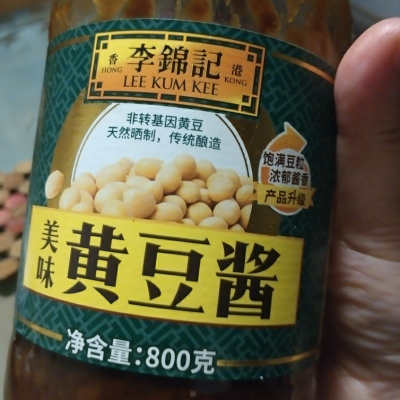 香 李錦記 港
HONG LEE KUM KEE KONG
非转基因黄豆
天然晒制，传统酿造
饱满豆粒
浓郁酱香
产品升级
美味
黄豆酱
净含量：800克